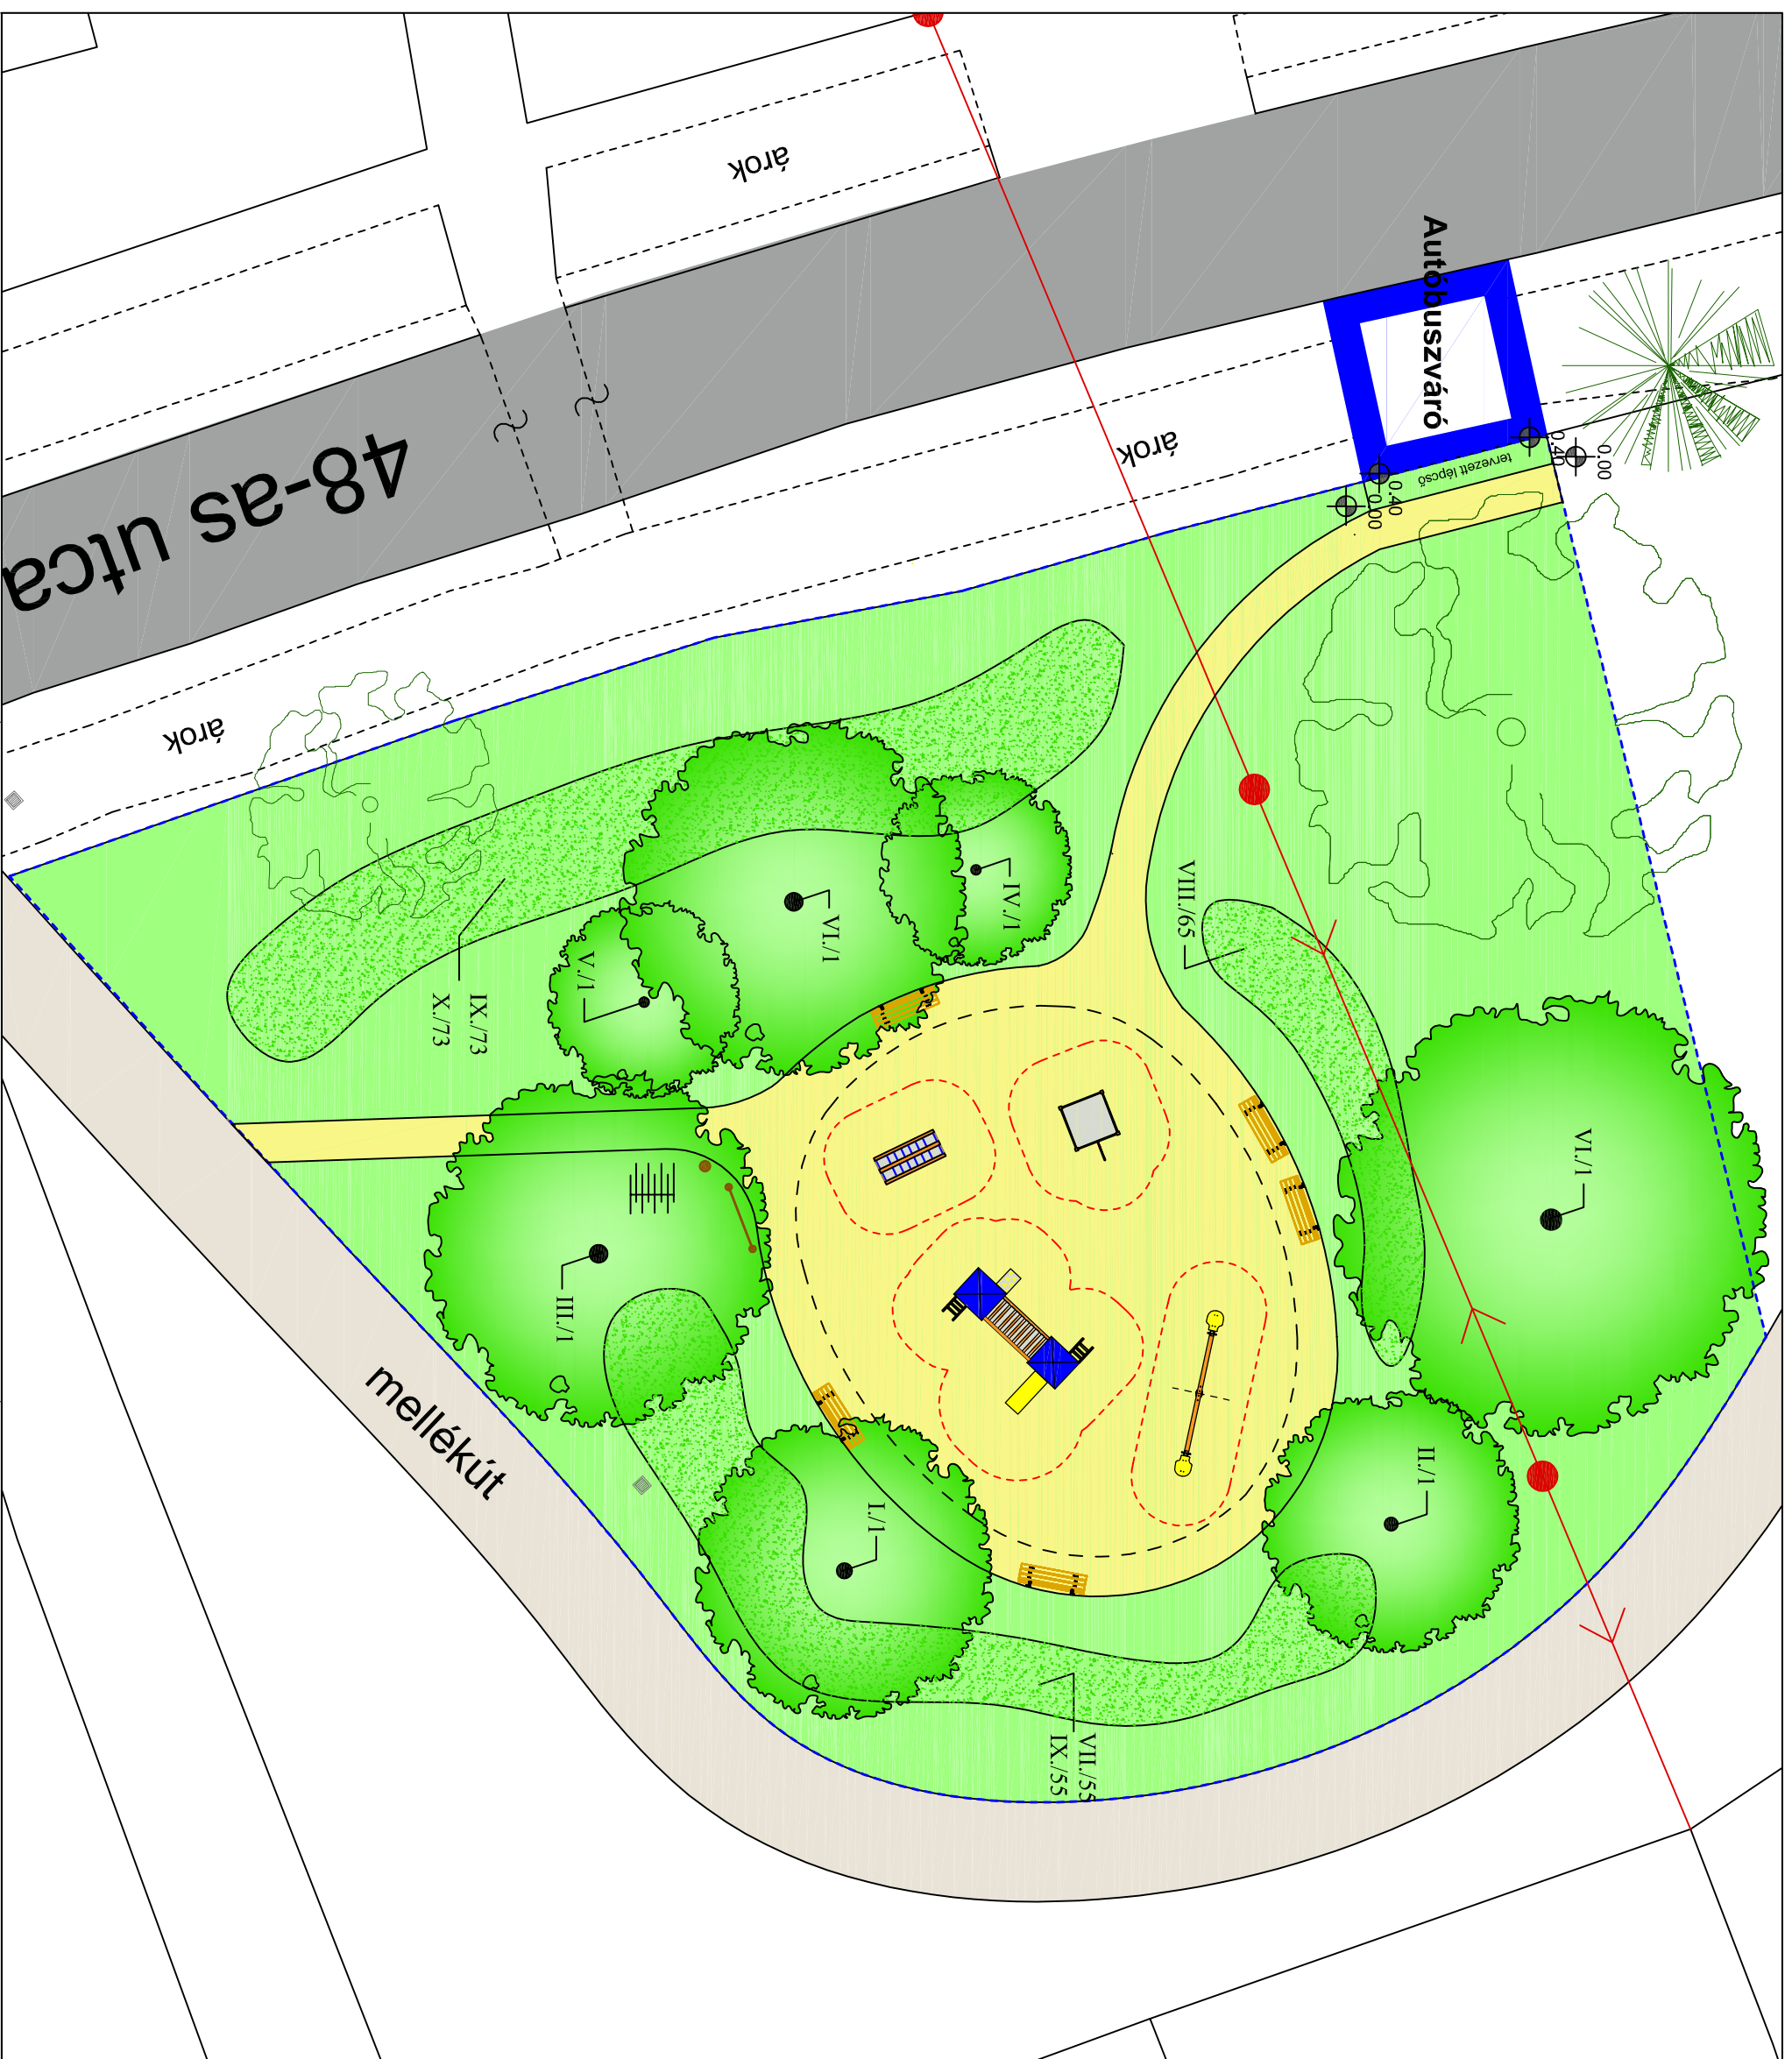 árok
Autóbuszváró
48-as utca
árok
0.40
0.00
tervezett lépcső
0.40
0.00
árok
VIII./65
IV./1
VI./1
V./1
IX./73
X./73
VI./1
III./1
mellékút
II./1
I./1
VII./55
IX./55